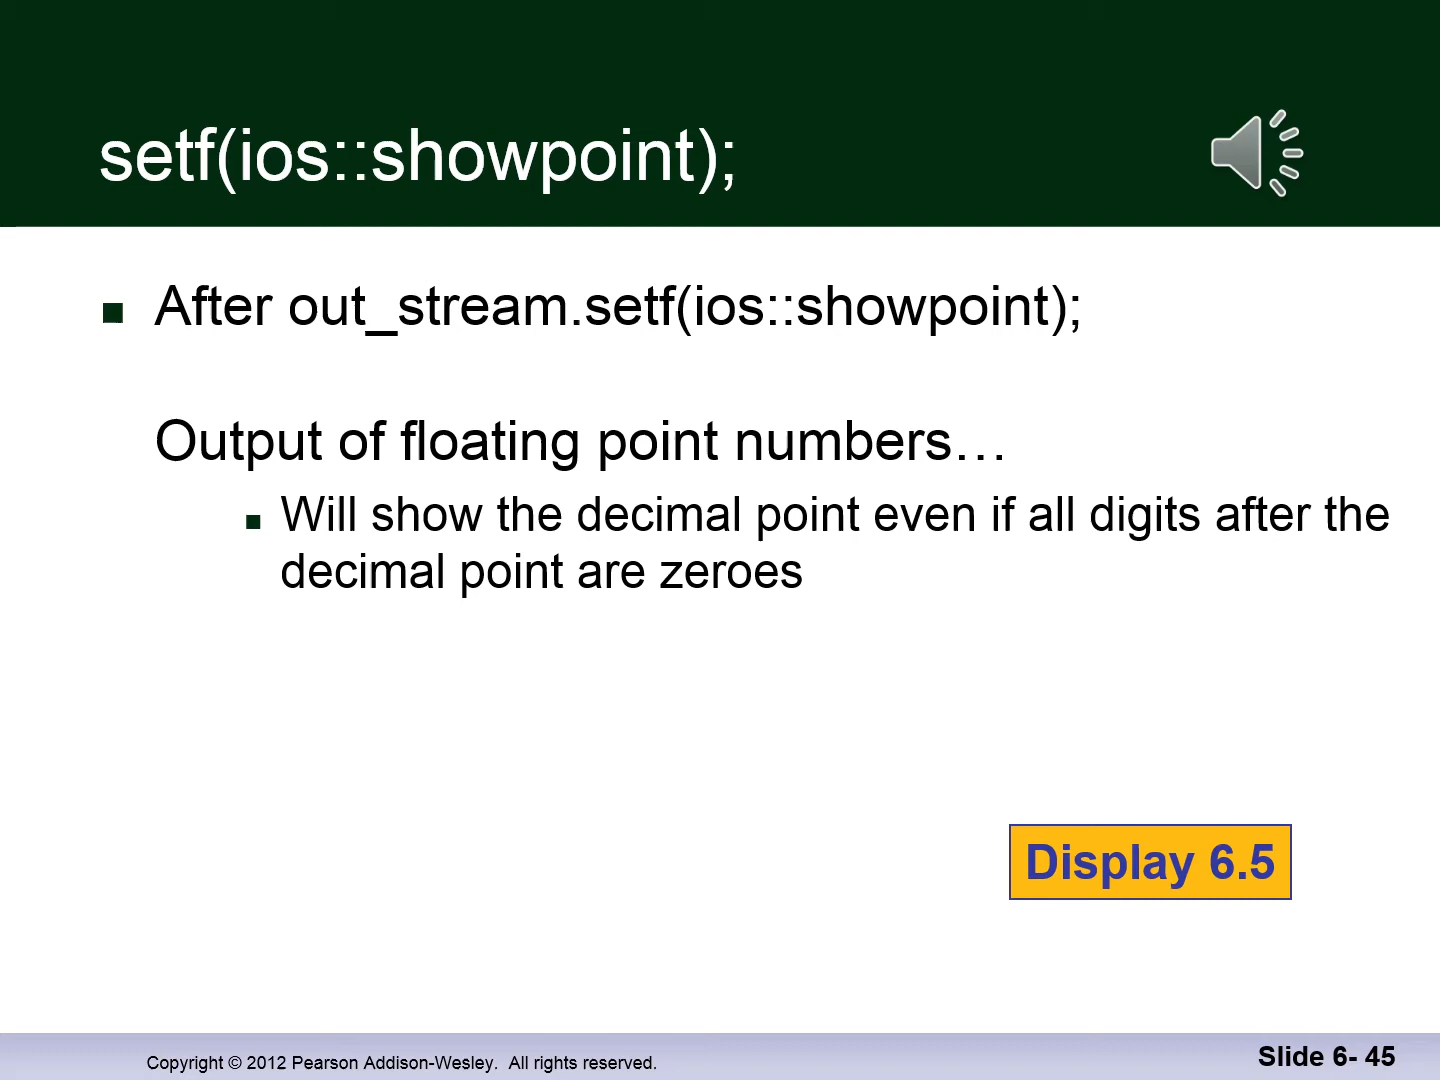 setf(ios::showpoint);
After out_stream.setf(ios::showpoint);
Output of floating point numbers…
Will show the decimal point even if all digits after the
decimal point are zeroes
Display 6.5
Copyright © 2012 Pearson Addison-Wesley.  All rights reserved.
Slide 6- 45